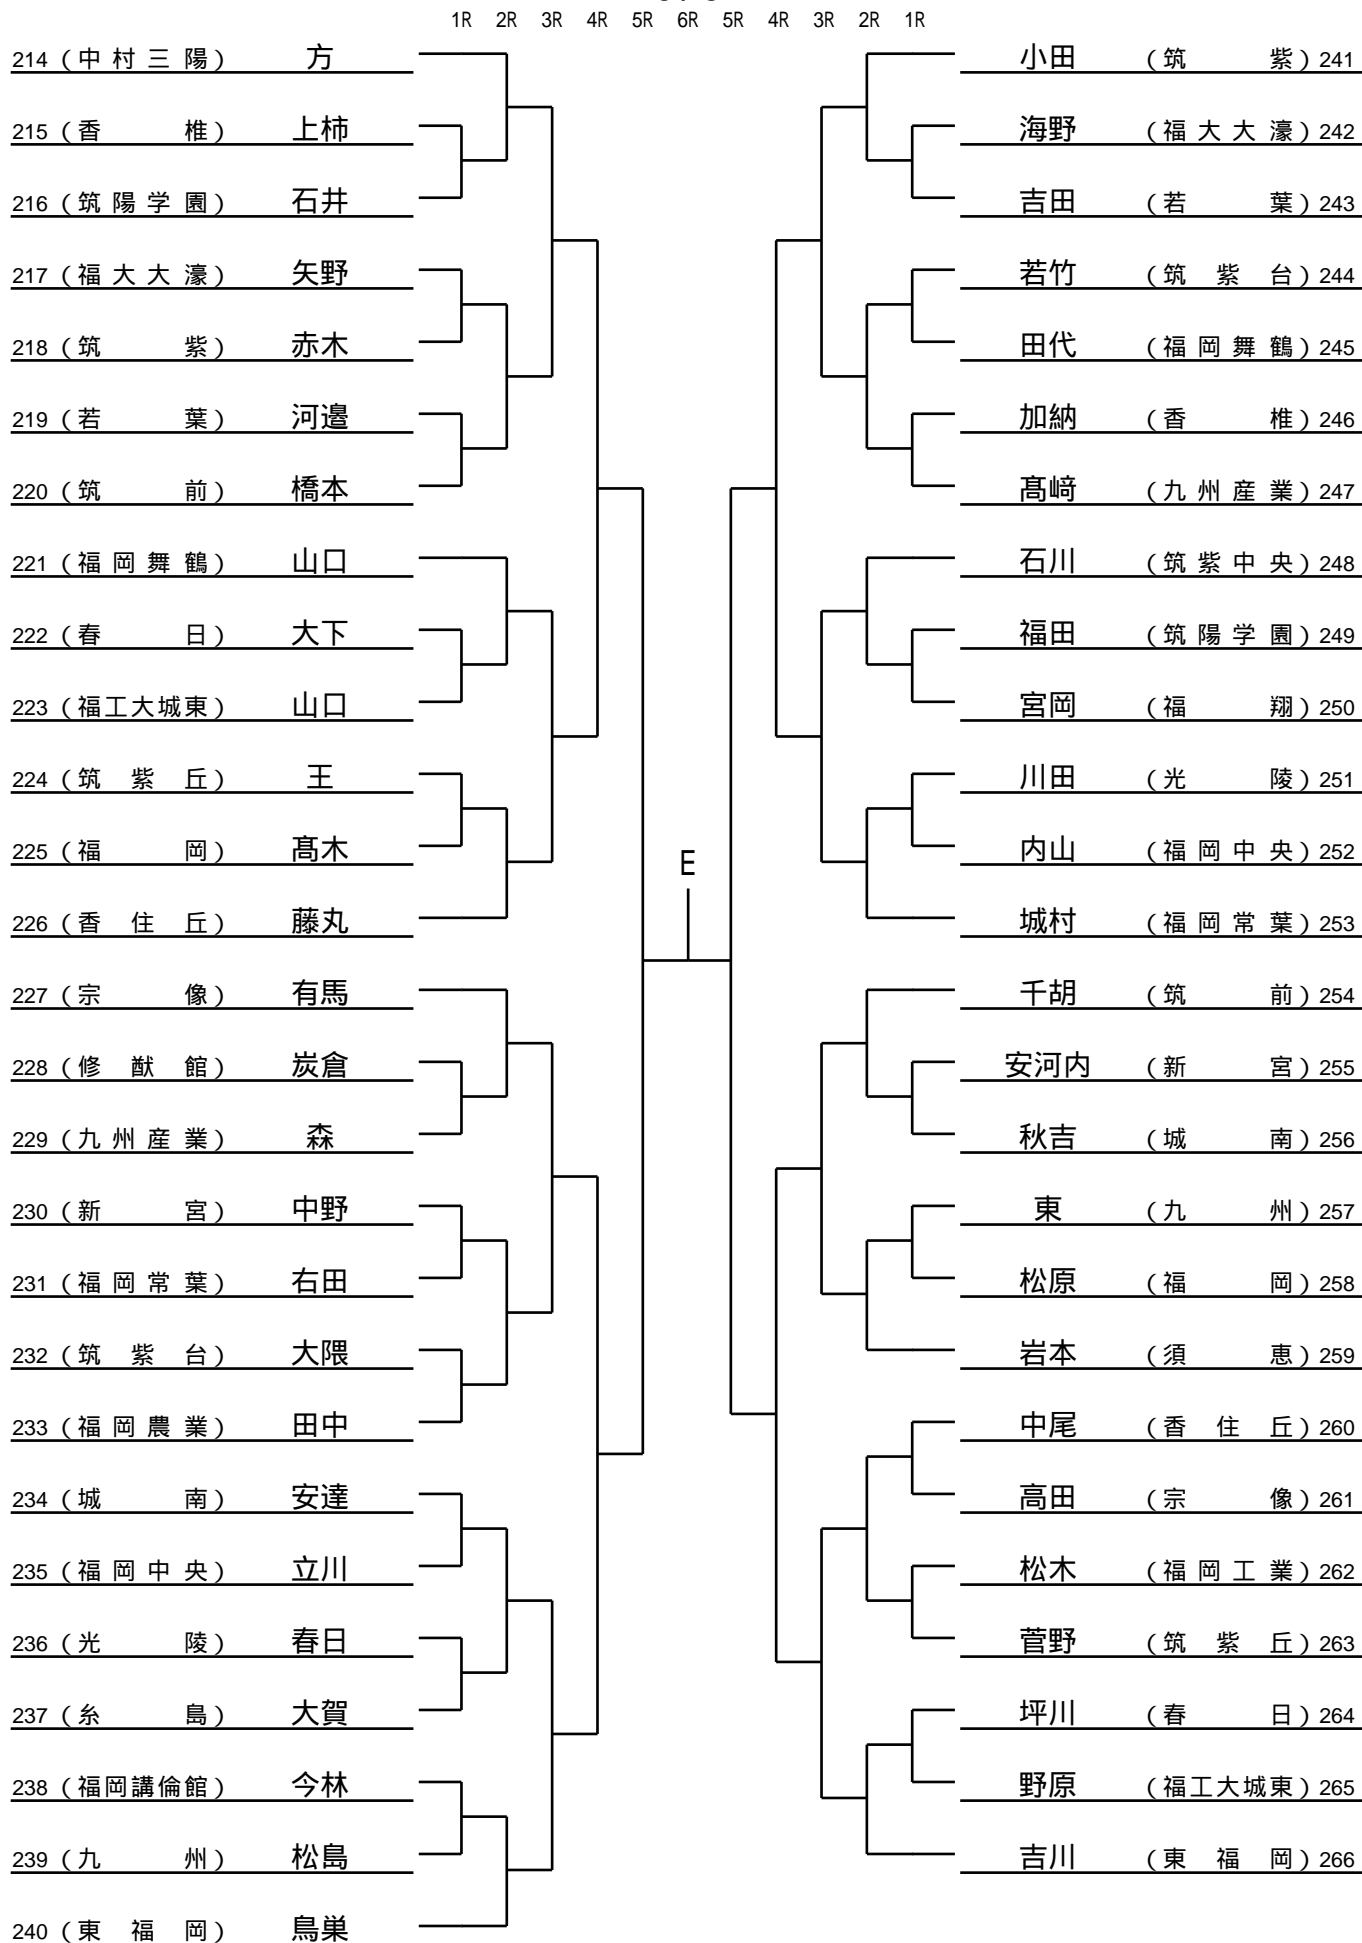 1R 2R 3R 4R 5R 6R 5R 4R 3R 2R 1R
214 (中村三陽) 方
215 (香椎) 上柿
216 (筑陽学園) 石井
217 (福大大濠) 矢野
218 (筑紫) 赤木
219 (若葉) 河邉
220 (筑前) 橋本
221 (福岡舞鶴) 山口
222 (春日) 大下
223 (福工大城東) 山口
224 (筑紫丘) 王
225 (福岡) 髙木
226 (香住丘) 藤丸
227 (宗像) 有馬
228 (修猷館) 炭倉
229 (九州産業) 森
230 (新宮) 中野
231 (福岡常葉) 右田
232 (筑紫台) 大隈
233 (福岡農業) 田中
234 (城南) 安達
235 (福岡中央) 立川
236 (光陵) 春日
237 (糸島) 大賀
238 (福岡講倫館) 今林
239 (九州) 松島
240 (東福岡) 鳥巣
E
小田 (筑紫) 241
海野 (福大大濠) 242
吉田 (若葉) 243
若竹 (筑紫台) 244
田代 (福岡舞鶴) 245
加納 (香椎) 246
髙﨑 (九州産業) 247
石川 (筑紫中央) 248
福田 (筑陽学園) 249
宮岡 (福翔) 250
川田 (光陵) 251
内山 (福岡中央) 252
城村 (福岡常葉) 253
千胡 (筑前) 254
安河内 (新宮) 255
秋吉 (城南) 256
東 (九州) 257
松原 (福岡) 258
岩本 (須恵) 259
中尾 (香住丘) 260
高田 (宗像) 261
松木 (福岡工業) 262
菅野 (筑紫丘) 263
坪川 (春日) 264
野原 (福工大城東) 265
吉川 (東福岡) 266